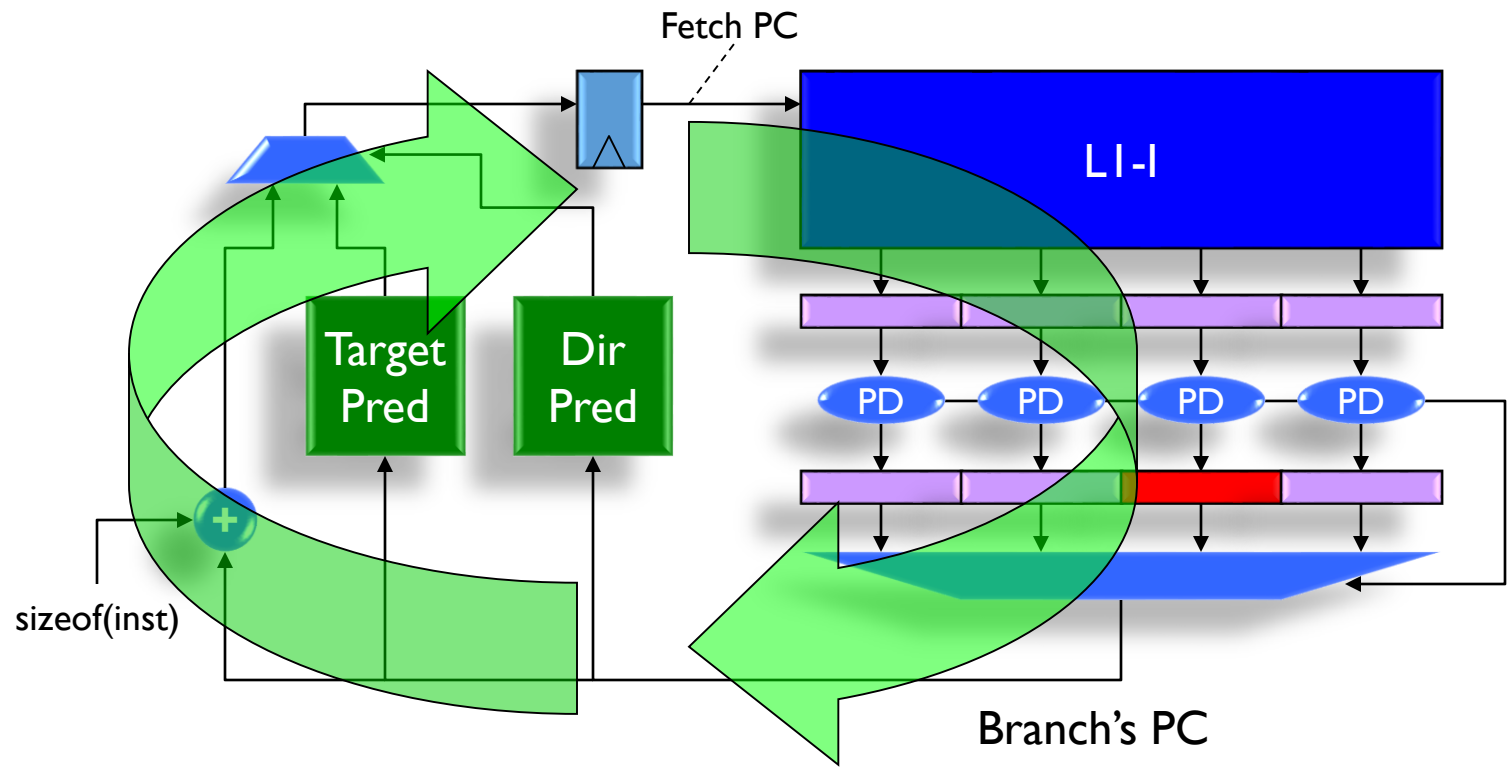 Fetch PC
L1-I
Target
Pred
Dir
Pred
PD
PD
PD
PD
+
sizeof(inst)
Branch’s PC